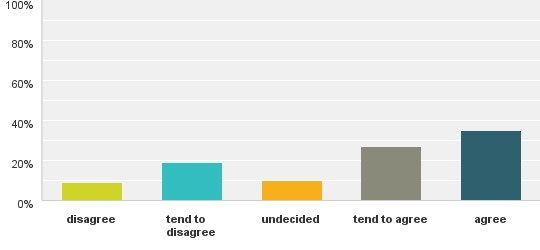 100%
80%
60%
40%
20%
0%
disagree
tend to
disagree
undecided
tend to agree
agree